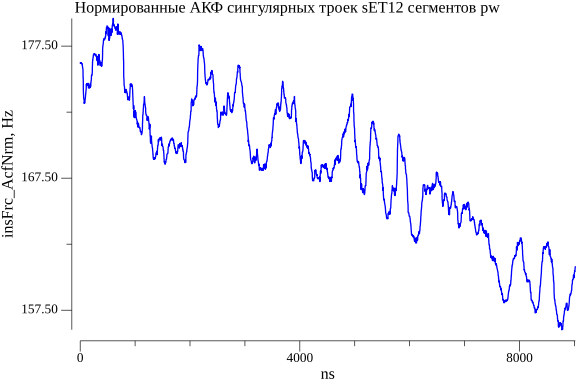 Нормированные АКФ сингулярных троек sET12 сегментов pw
177.50
167.50
157.50
insFrc_AcfNrm, Hz
0
4000
8000
ns